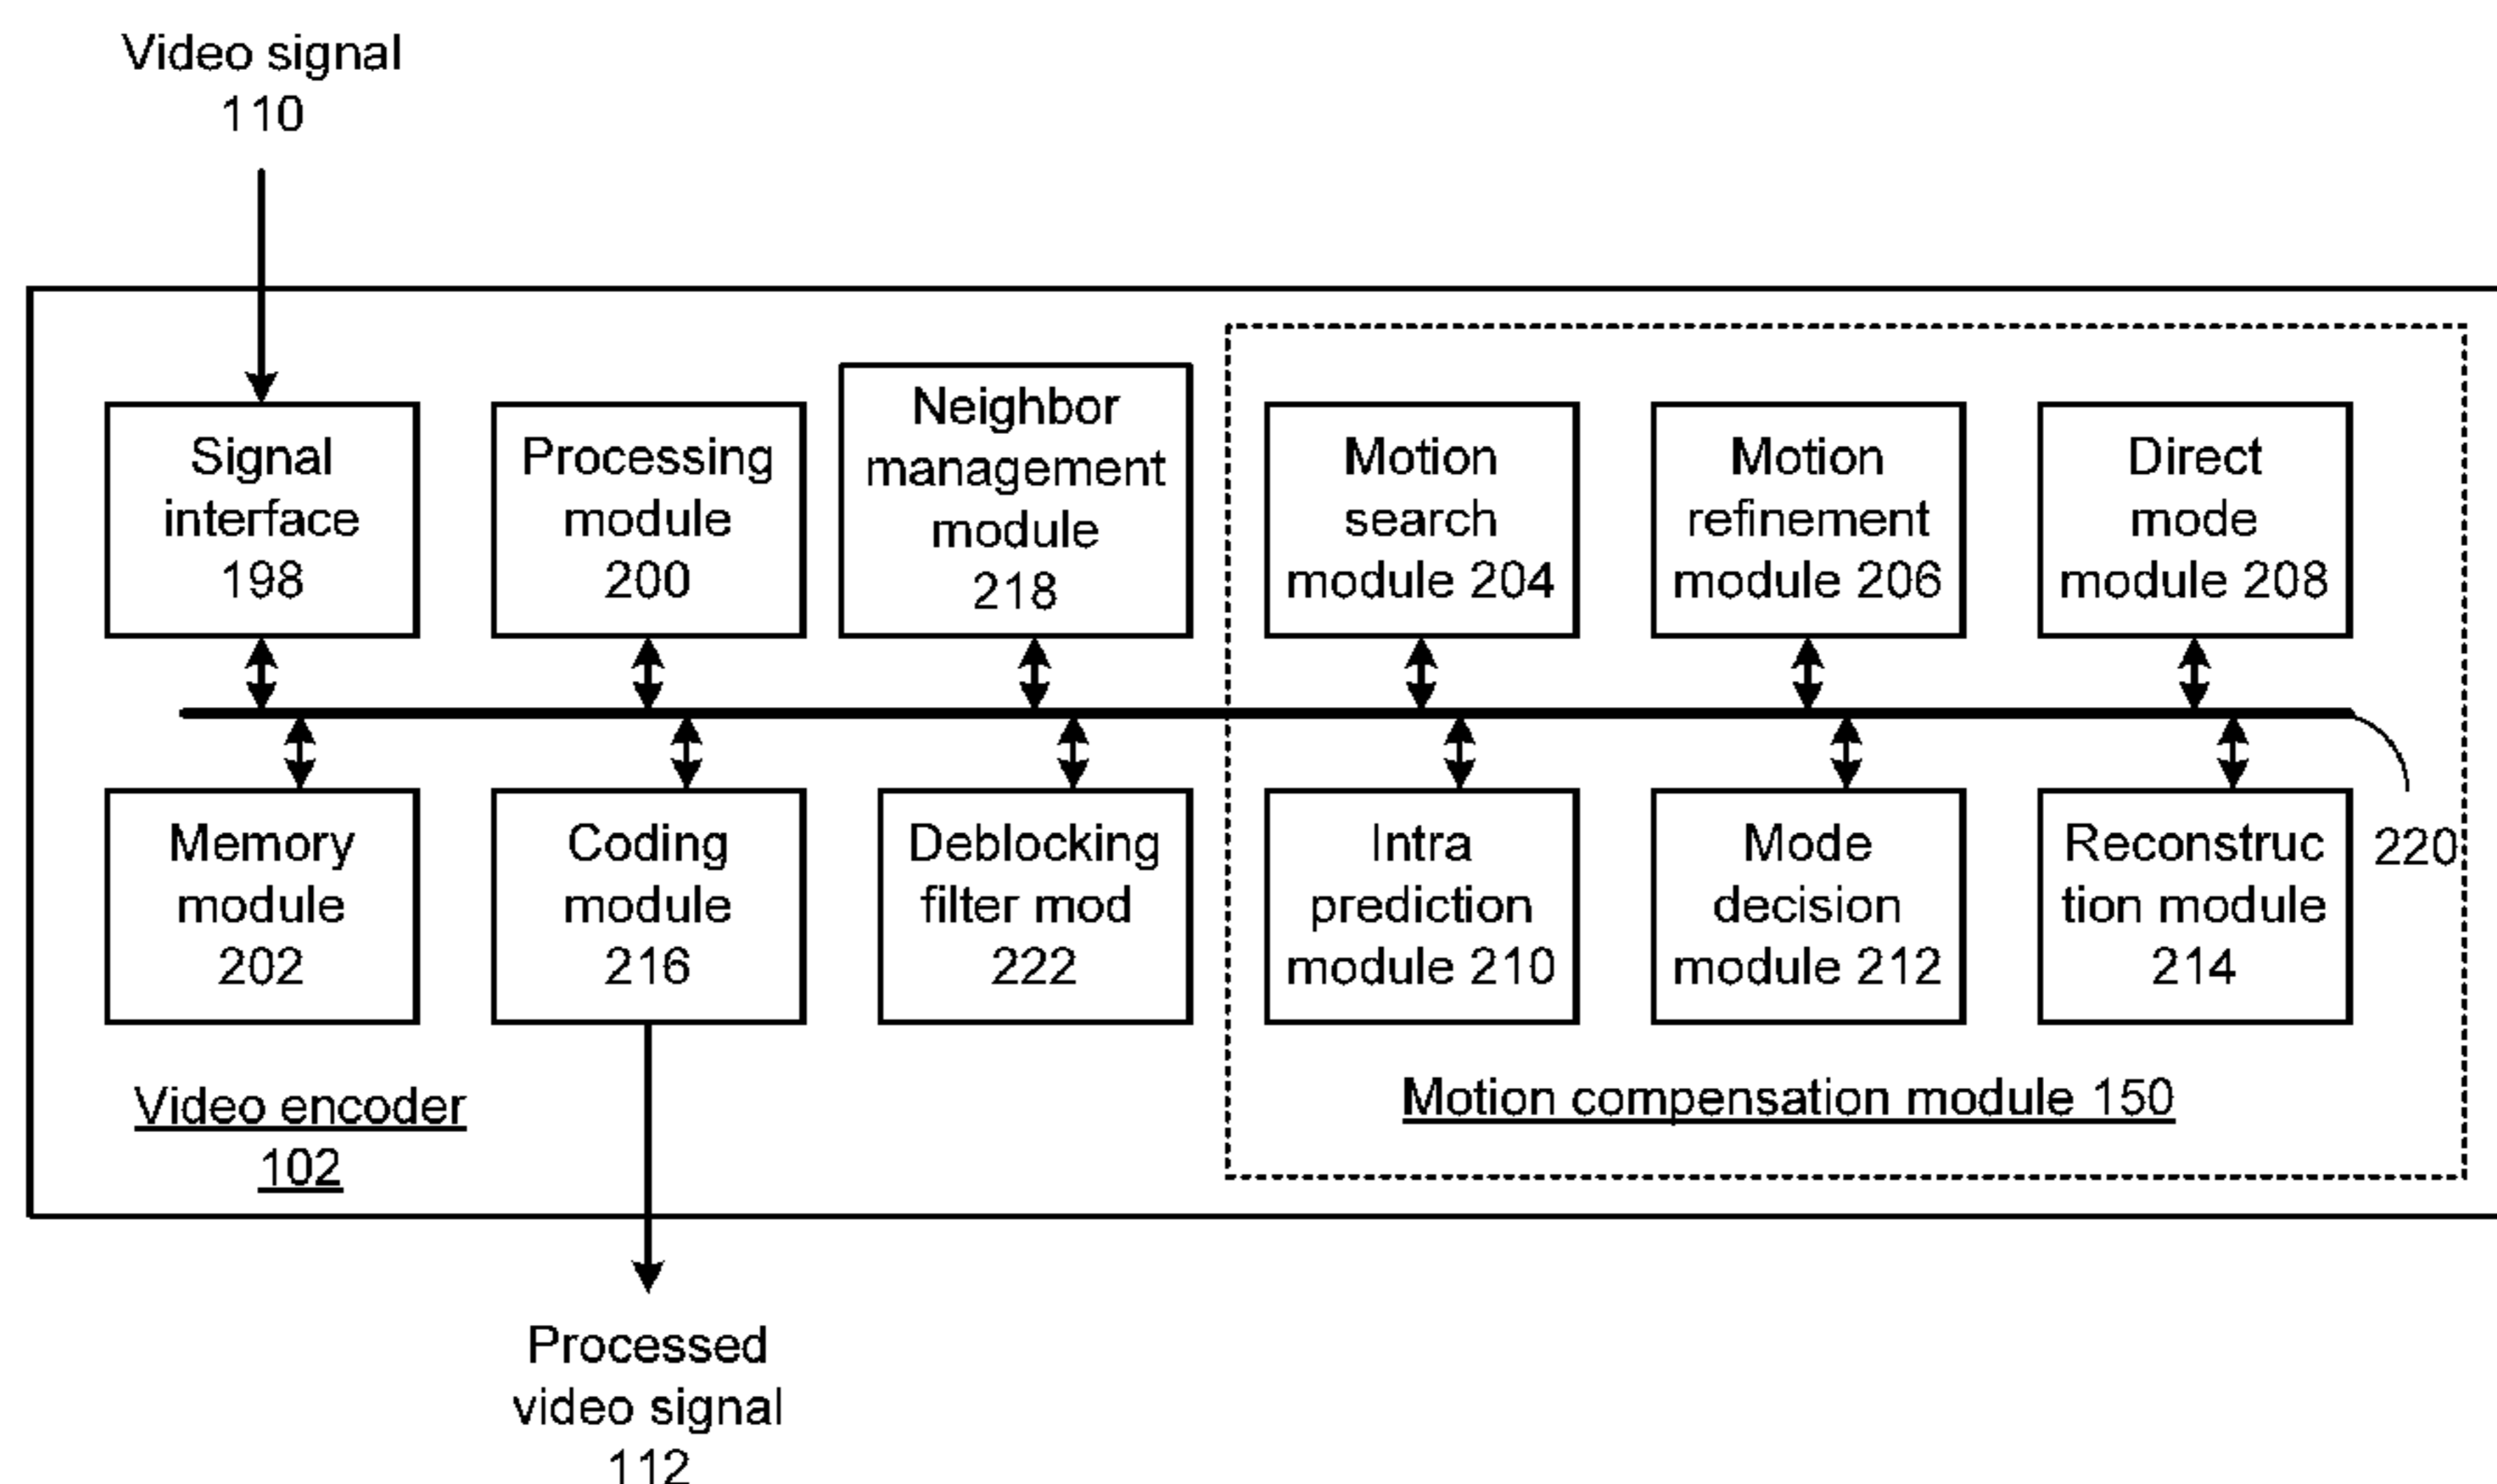 Video signal
110
Signal
interface
198
Processing
module
200
Neighbor
management
module
218
Motion
search
module 204
Motion
refinement
module 206
Direct
mode
module 208
Memory
module
202
Coding
module
216
Deblocking
filter mod
222
Intra
prediction
module 210
Mode
decision
module 212
Reconstruc
tion module
214
220
Video encoder
102
Motion compensation module 150
Processed
video signal
112